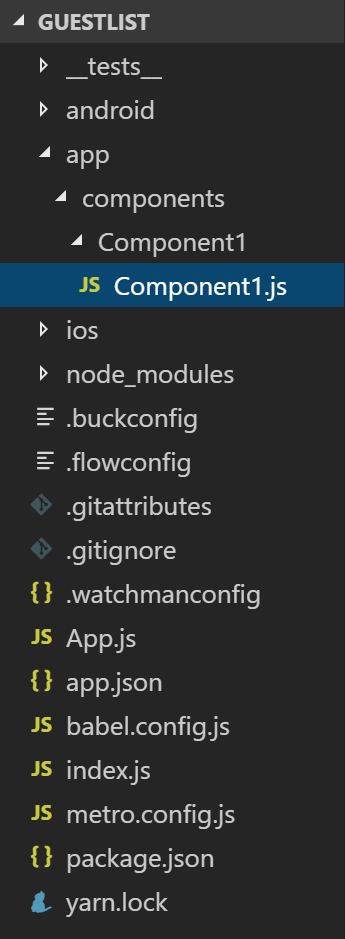 GUESTLIST
__tests__
android
app
components
Component1
JS Component1.js
ios
node_modules
.buckconfig
.flowconfig
.gitattributes
.gitignore
{ } .watchmanconfig
JS App.js
{ } app.json
JS babel.config.js
JS index.js
JS metro.config.js
{ } package.json
yarn.lock